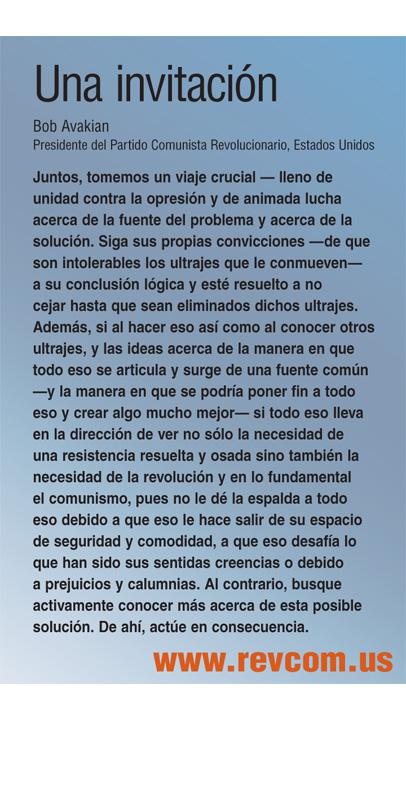 Una invitación
Bob Avakian
Presidente del Partido Comunista Revolucionario, Estados Unidos
Juntos, tomemos un viaje crucial — lleno de
unidad contra la opresión y de animada lucha
acerca de la fuente del problema y acerca de la
solución. Siga sus propias convicciones —de que
son intolerables los ultrajes que le conmueven—
a su conclusión lógica y esté resuelto a no
cejar hasta que sean eliminados dichos ultrajes.
Además, si al hacer eso así como al conocer otros
ultrajes, y las ideas acerca de la manera en que
todo eso se articula y surge de una fuente común
—y la manera en que se podría poner fin a todo
eso y crear algo mucho mejor— si todo eso lleva
en la dirección de ver no sólo la necesidad de
una resistencia resuelta y osada sino también la
necesidad de la revolución y en lo fundamental
el comunismo, pues no le dé la espalda a todo
eso debido a que eso le hace salir de su espacio
de seguridad y comodidad, a que eso desafía lo
que han sido sus sentidas creencias o debido
a prejuicios y calumnias. Al contrario, busque
activamente conocer más acerca de esta posible
solución. De ahí, actúe en consecuencia.
www.revcom.us